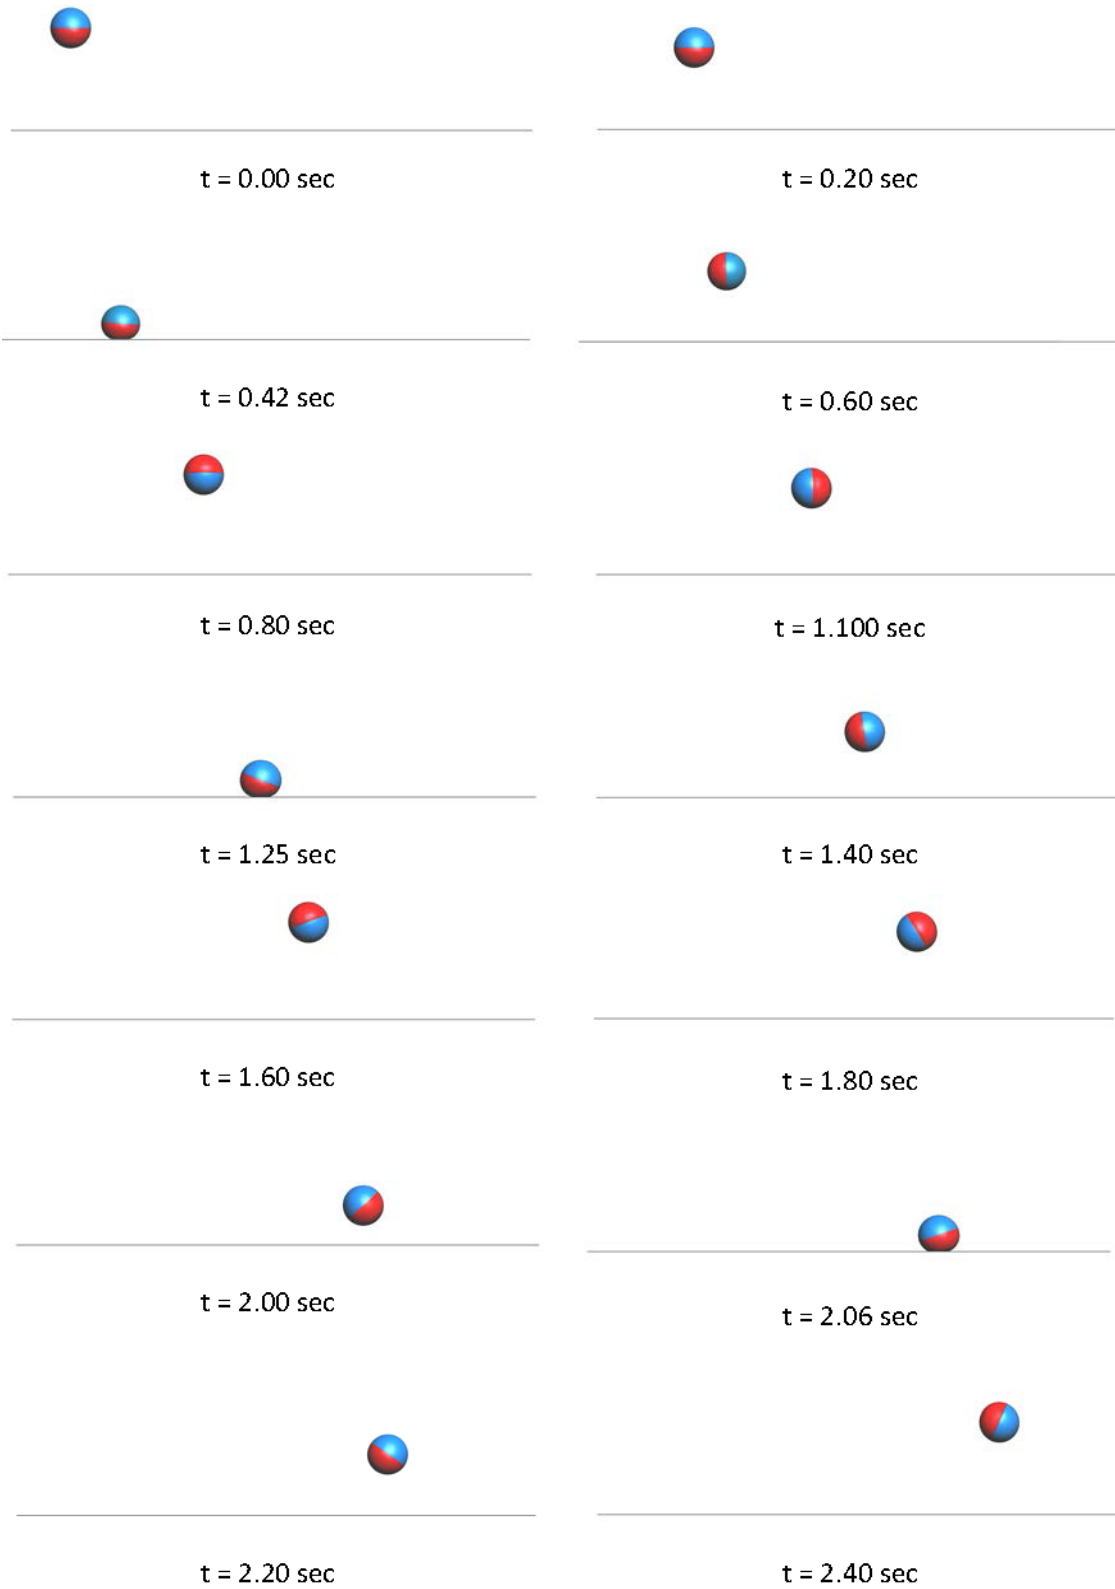 t = 0.00 sec
t = 0.20 sec
t = 0.42 sec
t = 0.60 sec
t = 0.80 sec
t = 1.100 sec
t = 1.25 sec
t = 1.40 sec
t = 1.60 sec
t = 1.80 sec
t = 2.00 sec
t = 2.06 sec
t = 2.20 sec
t = 2.40 sec